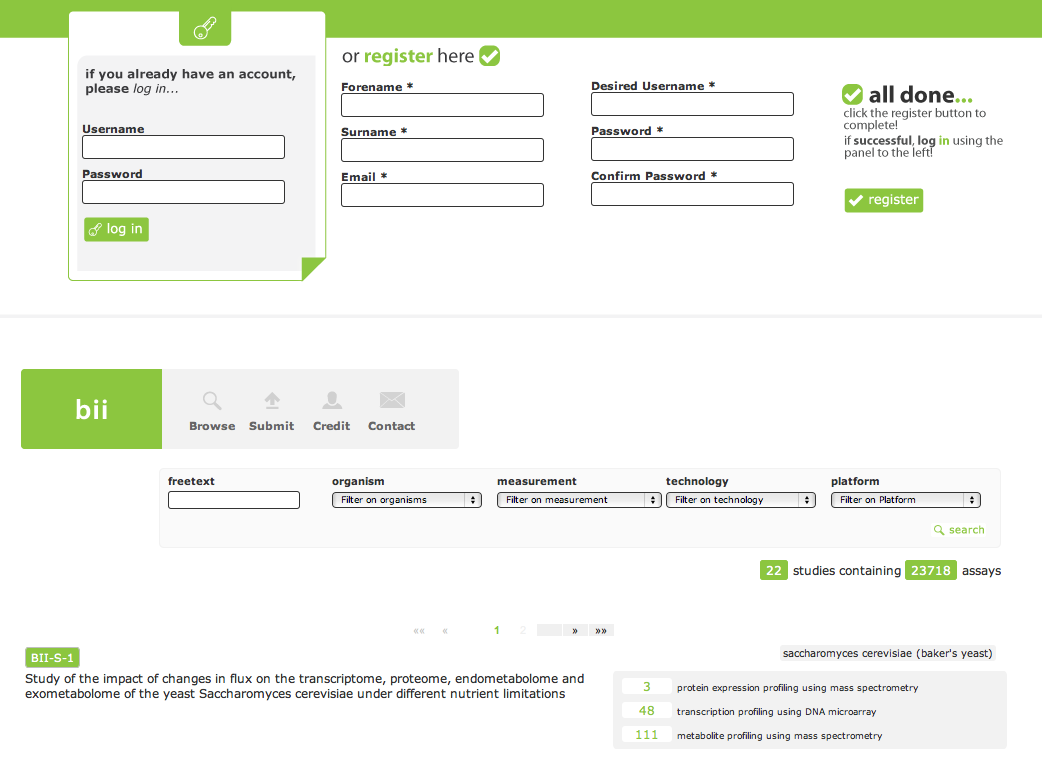 if you already have an account,
please log in...
Username
Password
log in
or register here
Forename *
Surname *
Email *
Desired Username *
Password *
Confirm Password *
all done...
click the register button to
complete!
if successful, log in using the
panel to the left!
register
bii
Browse Submit Credit Contact
freetext organism measurement technology platform
Filter on organisms Filter on measurement Filter on technology Filter on Platform
search
22 studies containing 23718 assays
«« « 1 2 » »»
BII-S-1
Study of the impact of changes in flux on the transcriptome, proteome, endometabolome and
exometabolome of the yeast Saccharomyces cerevisiae under different nutrient limitations
saccharomyces cerevisiae (baker's yeast)
3 protein expression profiling using mass spectrometry
48 transcription profiling using DNA microarray
111 metabolite profiling using mass spectrometry